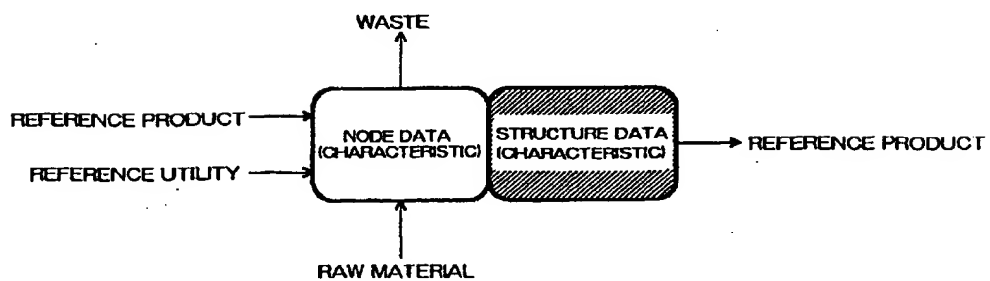 WASTE
REFERENCE PRODUCT
NODE DATA
(CHARACTERISTIC)
STRUCTURE DATA
(CHARACTERISTIC)
REFERENCE PRODUCT
REFERENCE UTILITY
RAW MATERIAL